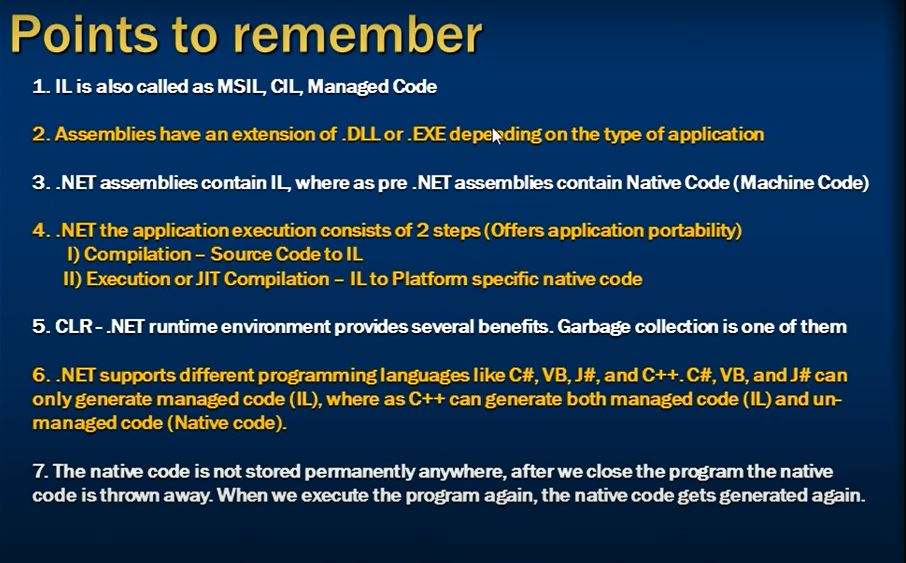 Points to remember
1. IL is also called as MSIL, CIL, Managed Code
2. Assemblies have an extension of .DLL or .EXE depending on the type of application
3. .NET assemblies contain IL, where as pre .NET assemblies contain Native Code (Machine Code)
4. .NET the application execution consists of 2 steps (Offers application portability)
I) Compilation – Source Code to IL
II) Execution or JIT Compilation – IL to Platform specific native code
5. CLR - .NET runtime environment provides several benefits. Garbage collection is one of them
6. .NET supports different programming languages like C#, VB, J#, and C++. C#, VB, and J# can
only generate managed code (IL), where as C++ can generate both managed code (IL) and un-
managed code (Native code).
7. The native code is not stored permanently anywhere, after we close the program the native
code is thrown away. When we execute the program again, the native code gets generated again.